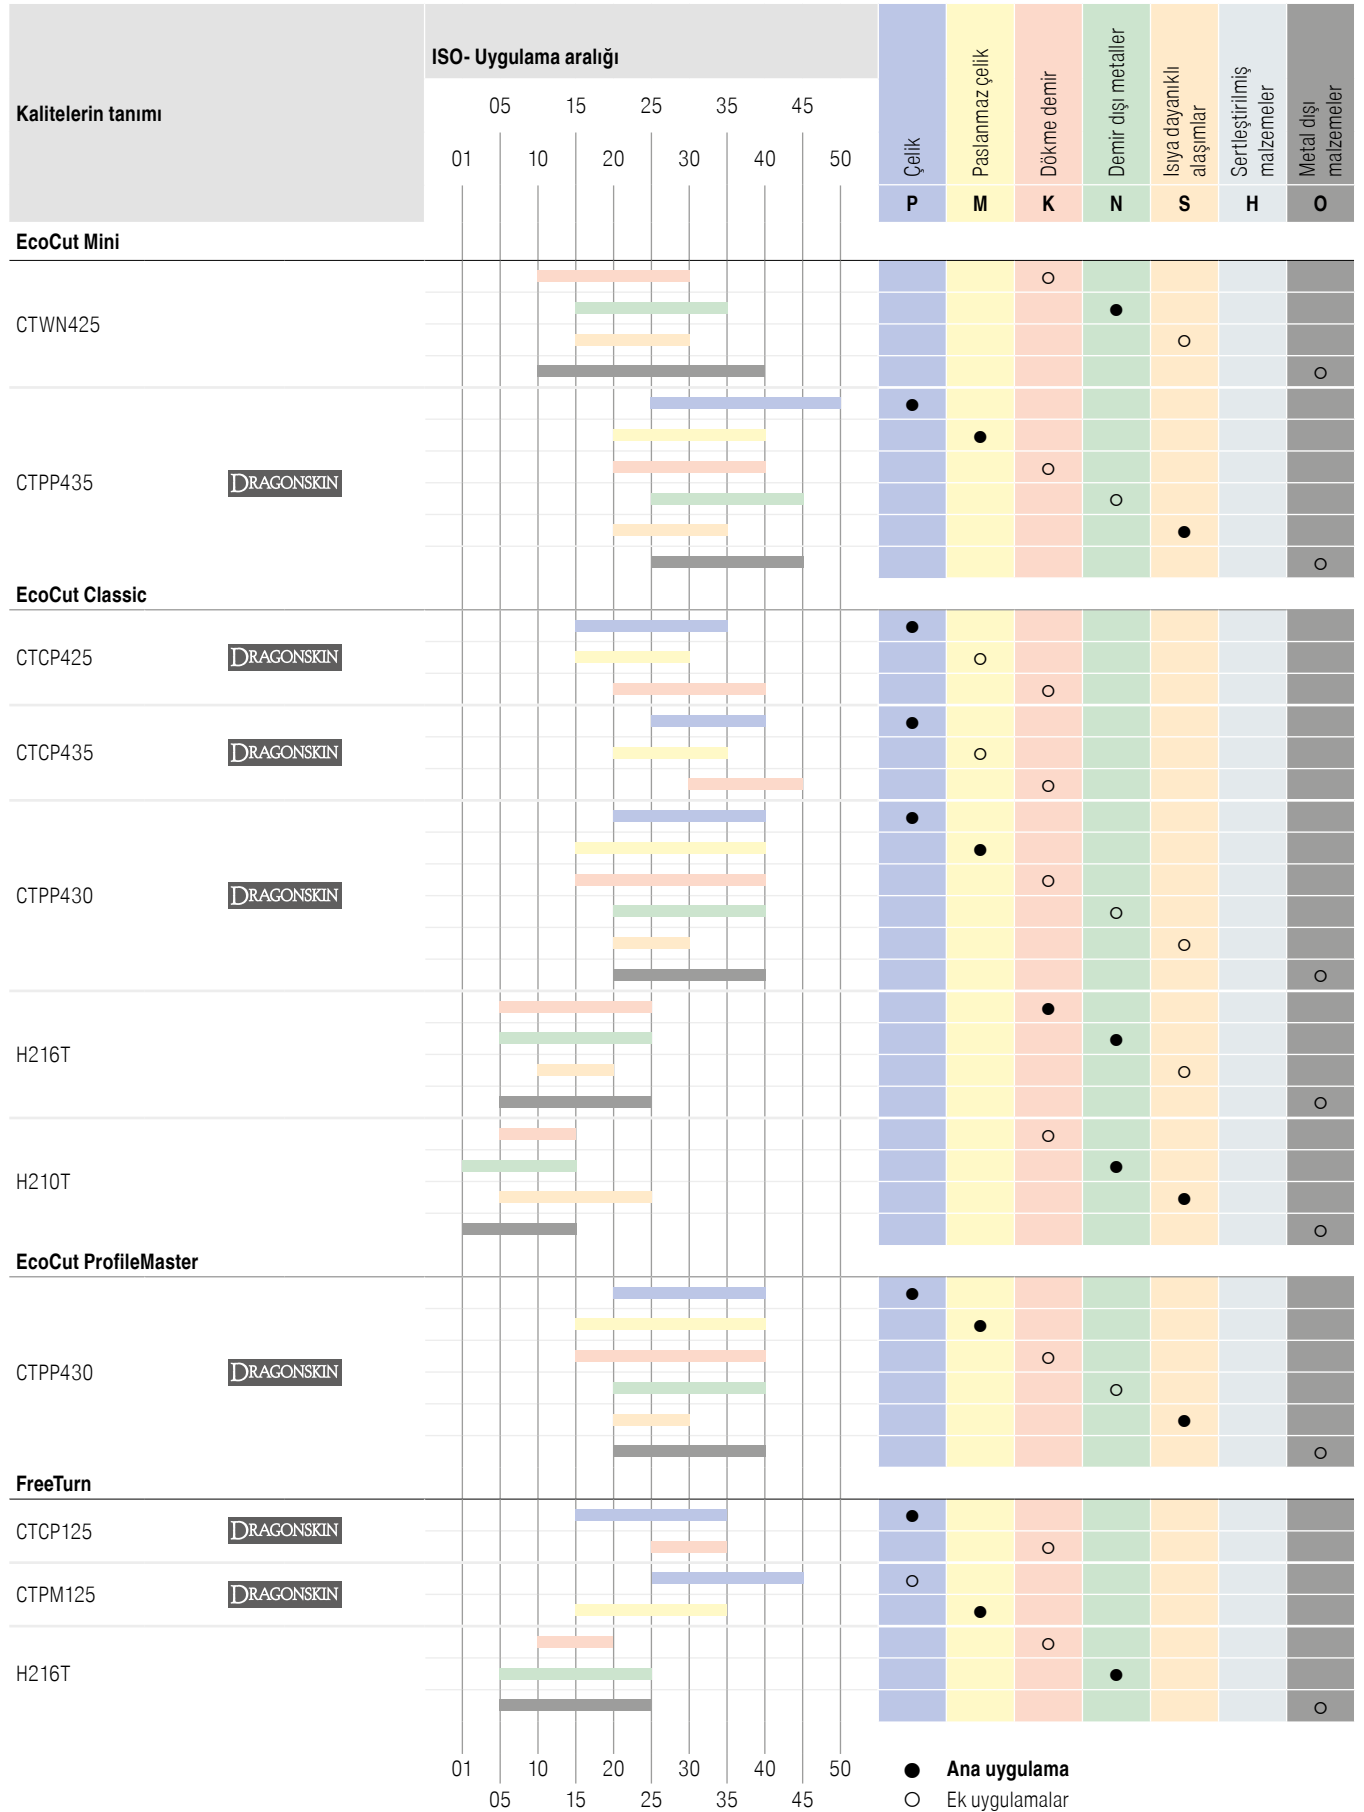 ISO- Uygulama aralığı
Kalitelerin tanımı
05 15 25 35 45
01 10 20 30 40 50
Çelik
Paslanmaz çelik
Dökme demir
Demir dışı metaller
Isıya dayanıklı
alaşımlar
Sertleştirilmiş
malzemeler
Metal dışı
malzemeler
P M K N S H O
EcoCut Mini
CTWN425
CTPP435 DRAGONSKIN
EcoCut Classic
CTCP425 DRAGONSKIN
CTCP435 DRAGONSKIN
CTPP430 DRAGONSKIN
H216T
H210T
EcoCut ProfileMaster
CTPP430 DRAGONSKIN
FreeTurn
CTCP125 DRAGONSKIN
CTPM125 DRAGONSKIN
H216T
01 10 20 30 40 50
05 15 25 35 45
● Ana uygulama
○ Ek uygulamalar